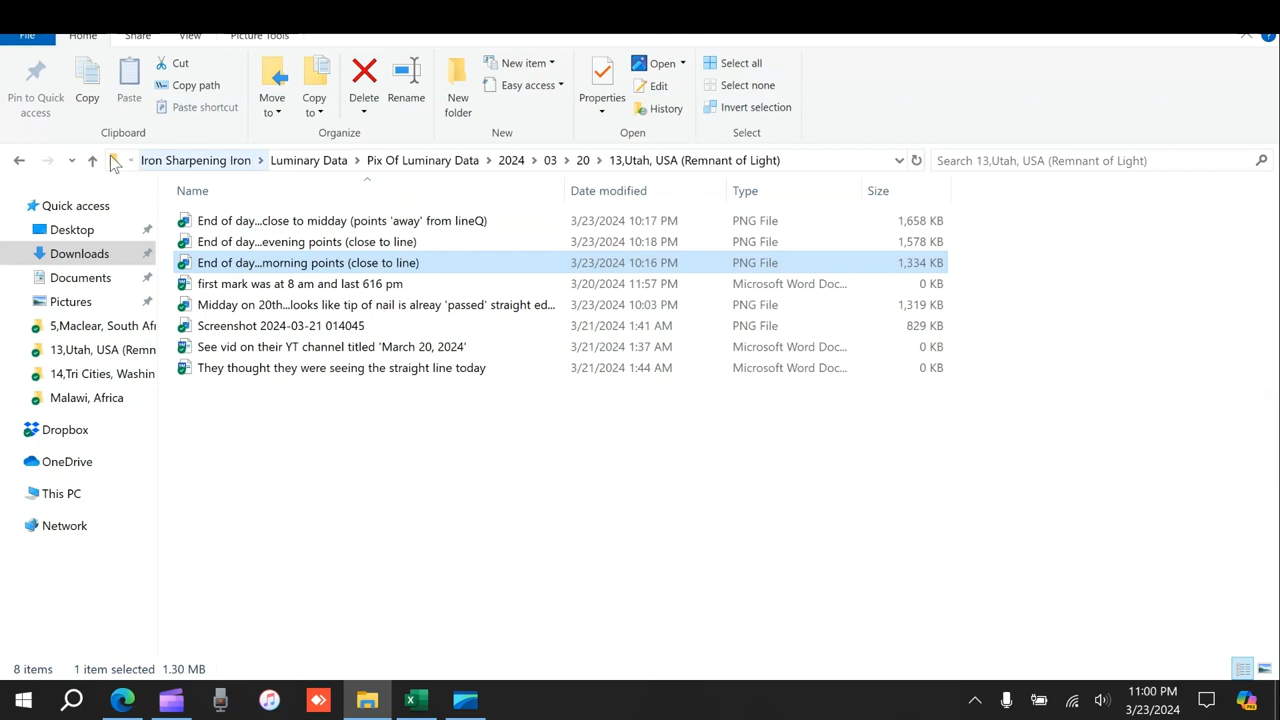 File Home Share View Picture Tools
Pin to Quick access
Copy
Paste
Cut
Copy path
Paste shortcut
Move to
Copy to
Delete
Rename
New folder
New item
Easy access
Properties
Open
Edit
History
Select all
Select none
Invert selection
Clipboard Organize New Open Select
Iron Sharpening Iron > Luminary Data > Pix Of Luminary Data > 2024 > 03 > 20 > 13,Utah, USA (Remnant of Light)
Search 13,Utah, USA (Remnant of Light)
Name Date modified Type Size
Quick access
Desktop
Downloads
Documents
Pictures
5,Maclear, South Afr
13,Utah, USA (Remn
14,Tri Cities, Washin
Malawi, Africa
Dropbox
OneDrive
This PC
Network
End of day...close to midday (points 'away' from lineQ) 3/23/2024 10:17 PM PNG File 1,658 KB
End of day...evening points (close to line) 3/23/2024 10:18 PM PNG File 1,578 KB
End of day...morning points (close to line) 3/23/2024 10:16 PM PNG File 1,334 KB
first mark was at 8 am and last 616 pm 3/20/2024 11:57 PM Microsoft Word Doc... 0 KB
Midday on 20th...looks like tip of nail is alreay 'passed' straight ed... 3/23/2024 10:03 PM PNG File 1,319 KB
Screenshot 2024-03-21 014045 3/21/2024 1:41 AM PNG File 829 KB
See vid on their YT channel titled 'March 20, 2024' 3/21/2024 1:37 AM Microsoft Word Doc... 0 KB
They thought they were seeing the straight line today 3/21/2024 1:44 AM Microsoft Word Doc... 0 KB
8 items 1 item selected 1.30 MB
11:00 PM
3/23/2024